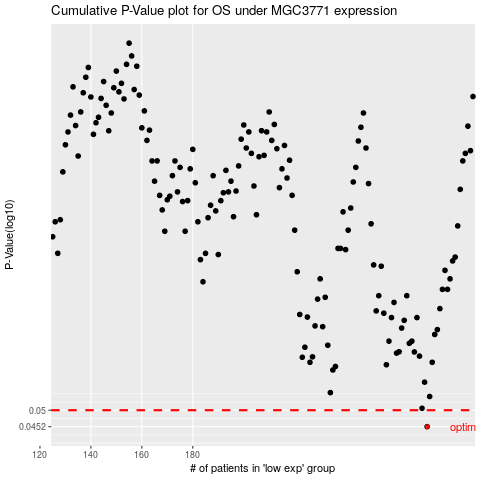 Cumulative P-Value plot for OS under MGC3771 expression
P-Value(log10)
0.05
0.0452
optim
120 140 160 180
# of patients in 'low exp' group